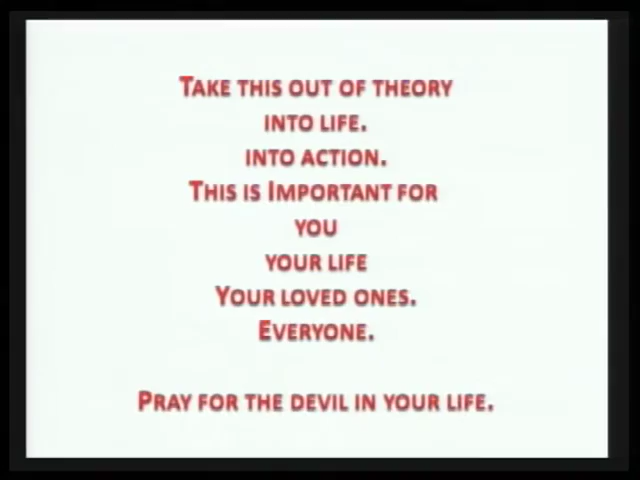 Take this out of theory
into life.
into action.
This is Important for
you
your life
Your loved ones.
Everyone.
Pray for the devil in your life.